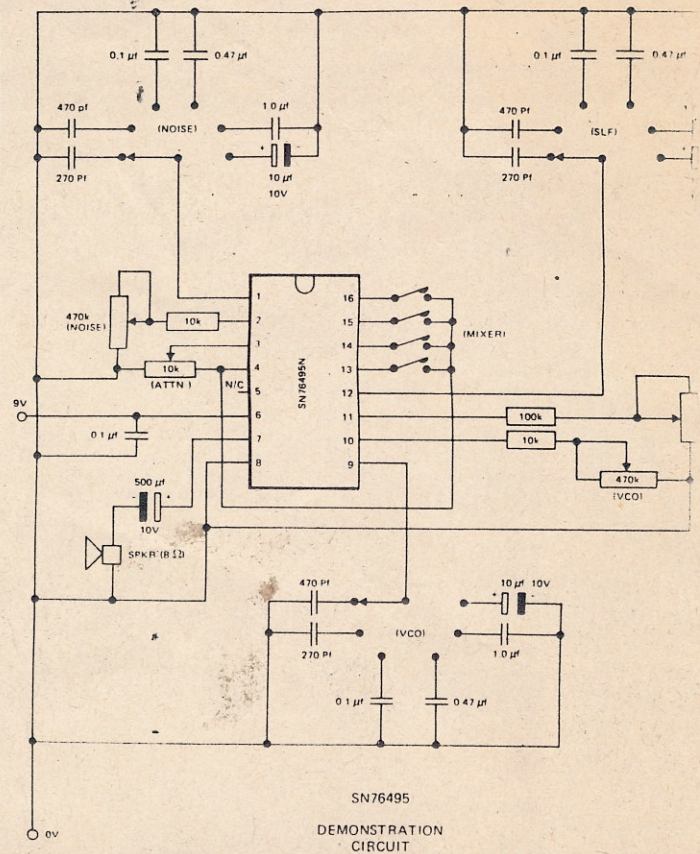 0.1 µf
0.47 µf
0.1 µf
0.47 µf
470 pf
(NOISE)
1.0 µf
470 Pf
(SLF)
270 Pf
+
-
10 µf
10V
270 Pf
470k
(NOISE)
10k
10k
(ATTN )
N/C
1
2
3
4
5
6
7
8
SN76495N
16
15
14
13
12
11
10
9
(MIXER)
9V
0.1 µf
100k
10k
470k
(VCO)
500 µf
+
10V
SPKR (8 Ω)
470 Pf
+
10 µf 10V
-
(VCO)
270 Pf
1.0 µf
0.1 µf
0.47 µf
0V
SN76495
DEMONSTRATION
CIRCUIT